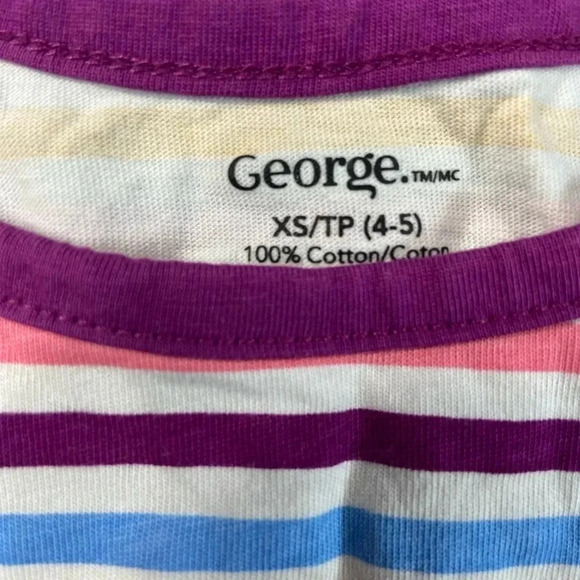 George.TM/MC
XS/TP (4-5)
100% Cotton/Coton